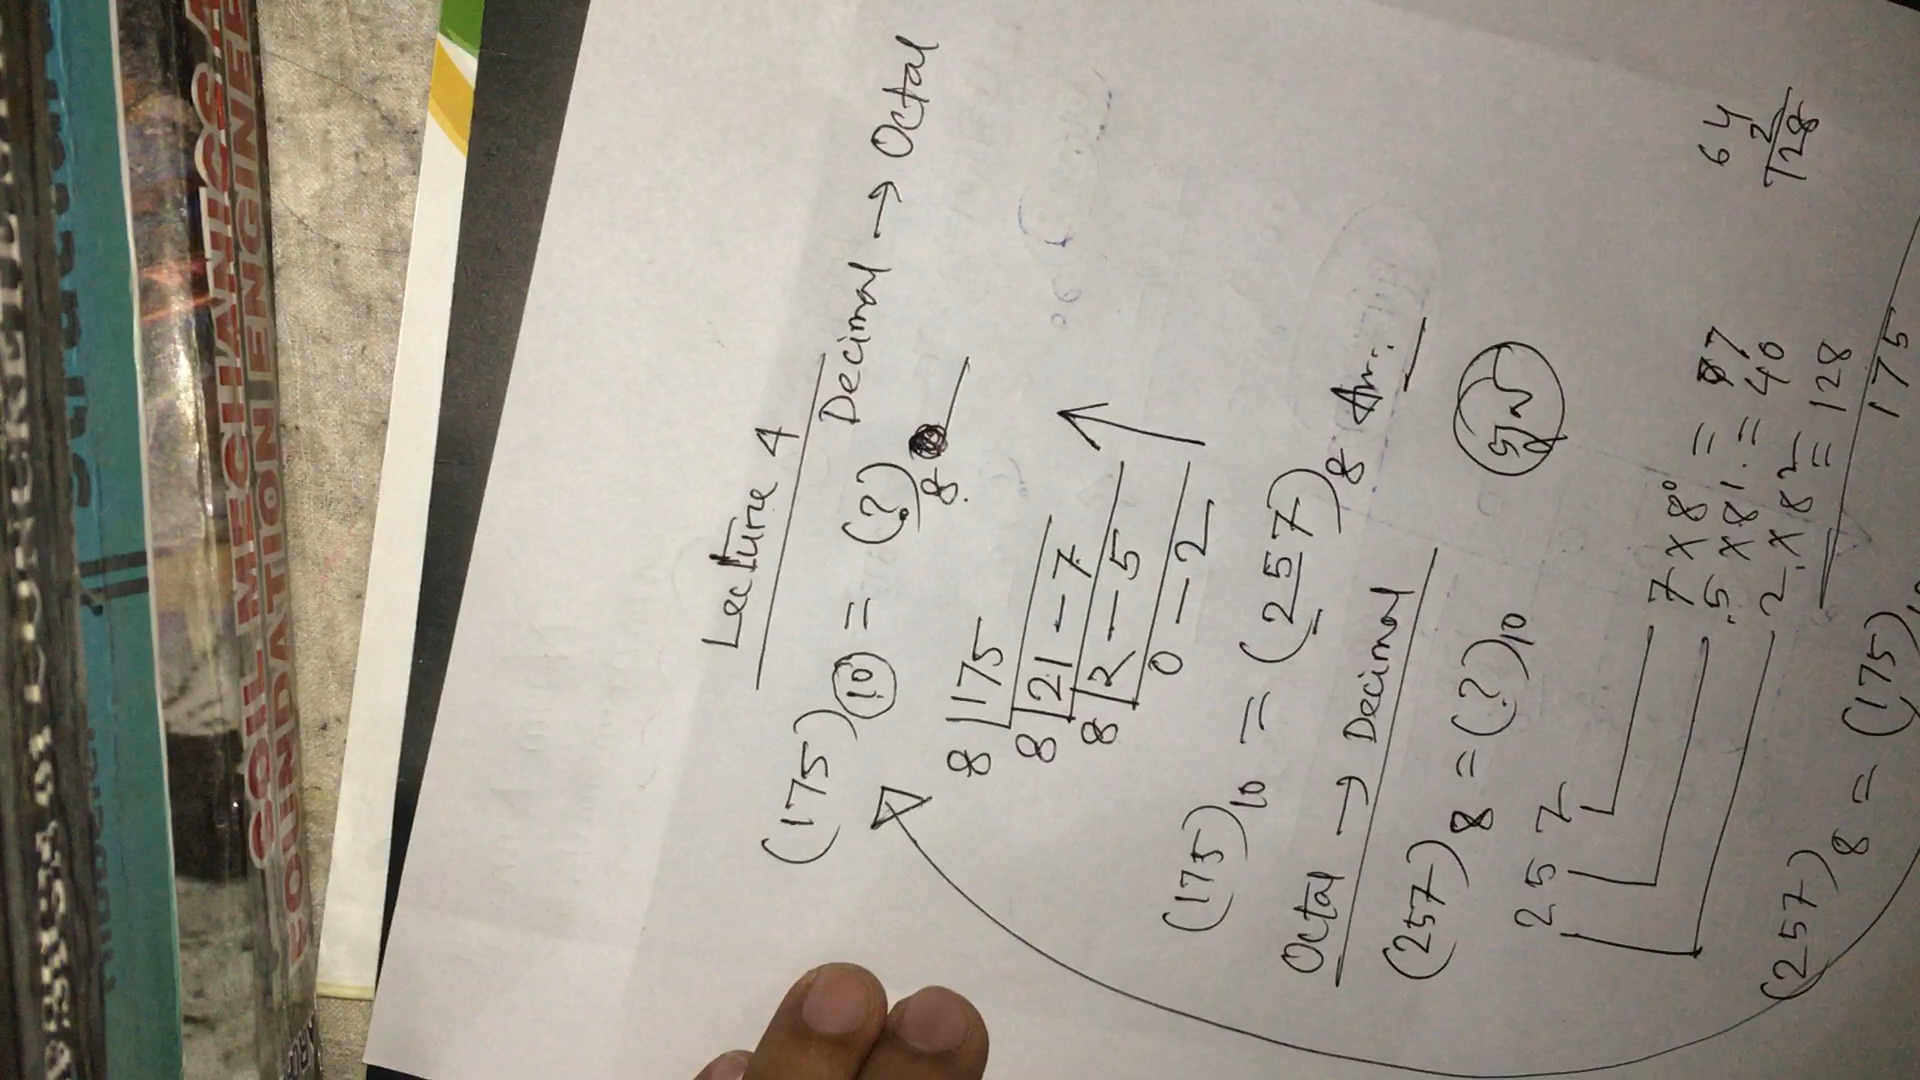 Lecture 4
Decimal → Octal
(175)10 = (?)8
8 175
8 21 - 7
8 2 - 5
0 - 2
(175)10 = (257)8 Ans.
Octal → Decimal
(257)8 = (?)10
2 5 7
7 × 8⁰ = 7
5 × 8¹ = 40
2 × 8² = 128
175
64
2
128
(257)8 = (175)10
SOIL MECHANICS &
FOUNDATION ENGINEE